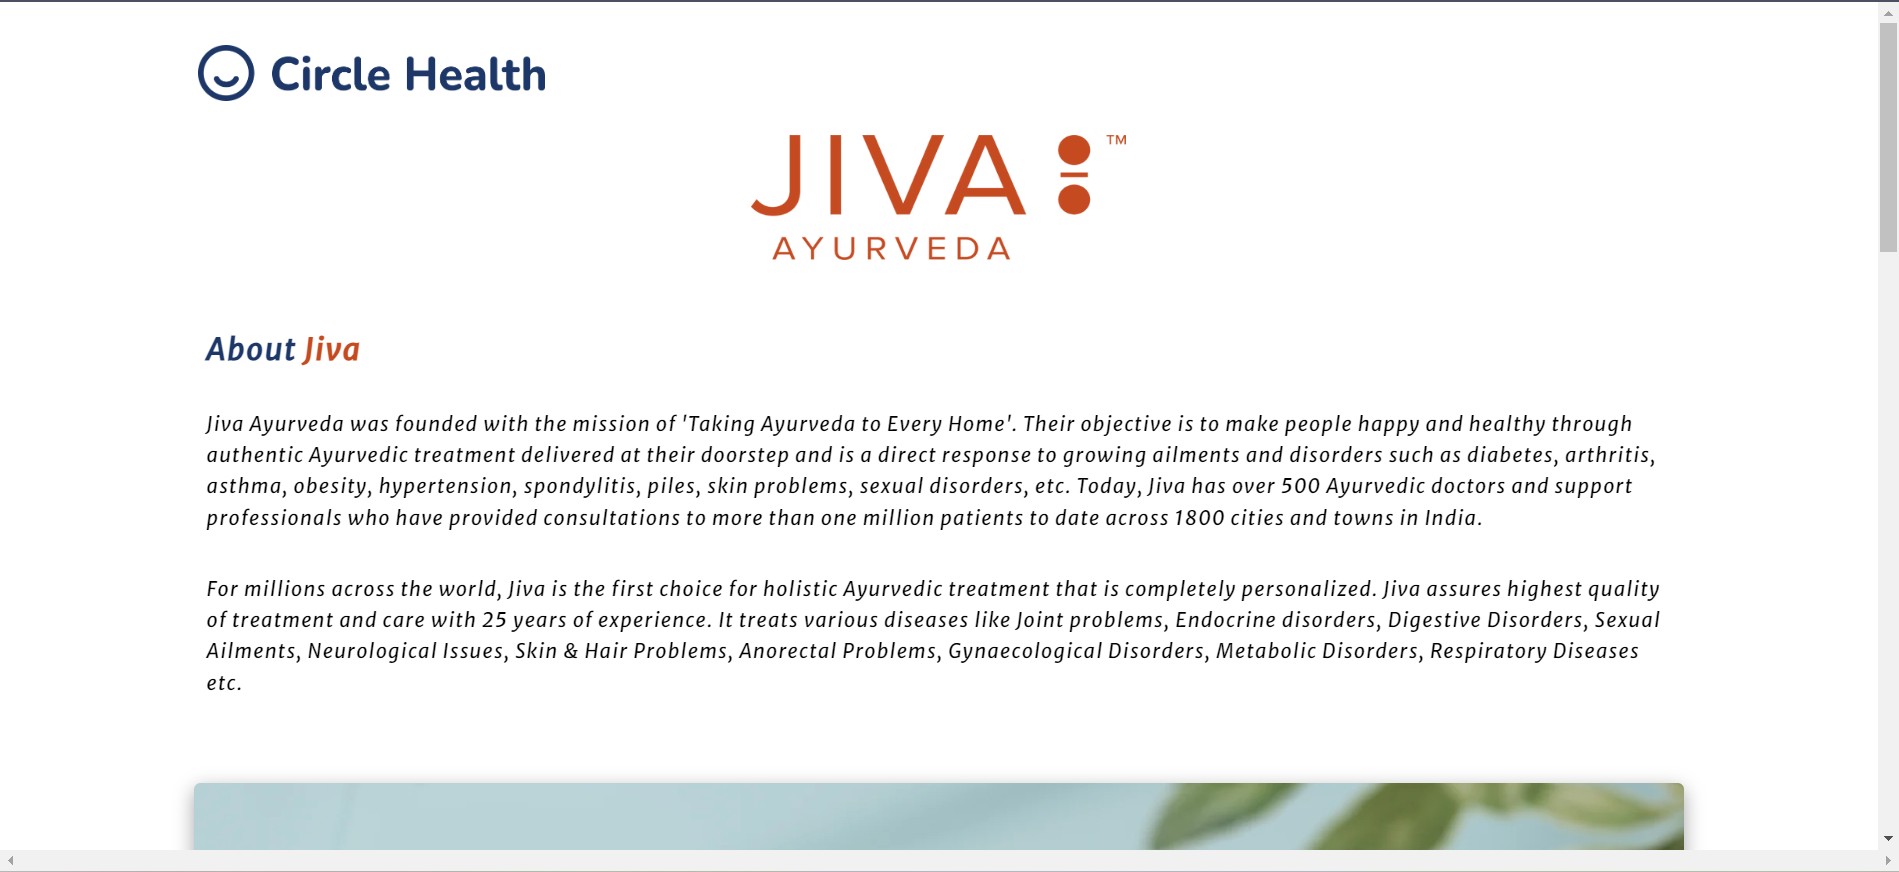 Circle Health
JIVA ™
AYURVEDA
About Jiva
Jiva Ayurveda was founded with the mission of 'Taking Ayurveda to Every Home'. Their objective is to make people happy and healthy through
authentic Ayurvedic treatment delivered at their doorstep and is a direct response to growing ailments and disorders such as diabetes, arthritis,
asthma, obesity, hypertension, spondylitis, piles, skin problems, sexual disorders, etc. Today, Jiva has over 500 Ayurvedic doctors and support
professionals who have provided consultations to more than one million patients to date across 1800 cities and towns in India.
For millions across the world, Jiva is the first choice for holistic Ayurvedic treatment that is completely personalized. Jiva assures highest quality
of treatment and care with 25 years of experience. It treats various diseases like Joint problems, Endocrine disorders, Digestive Disorders, Sexual
Ailments, Neurological Issues, Skin & Hair Problems, Anorectal Problems, Gynaecological Disorders, Metabolic Disorders, Respiratory Diseases
etc.